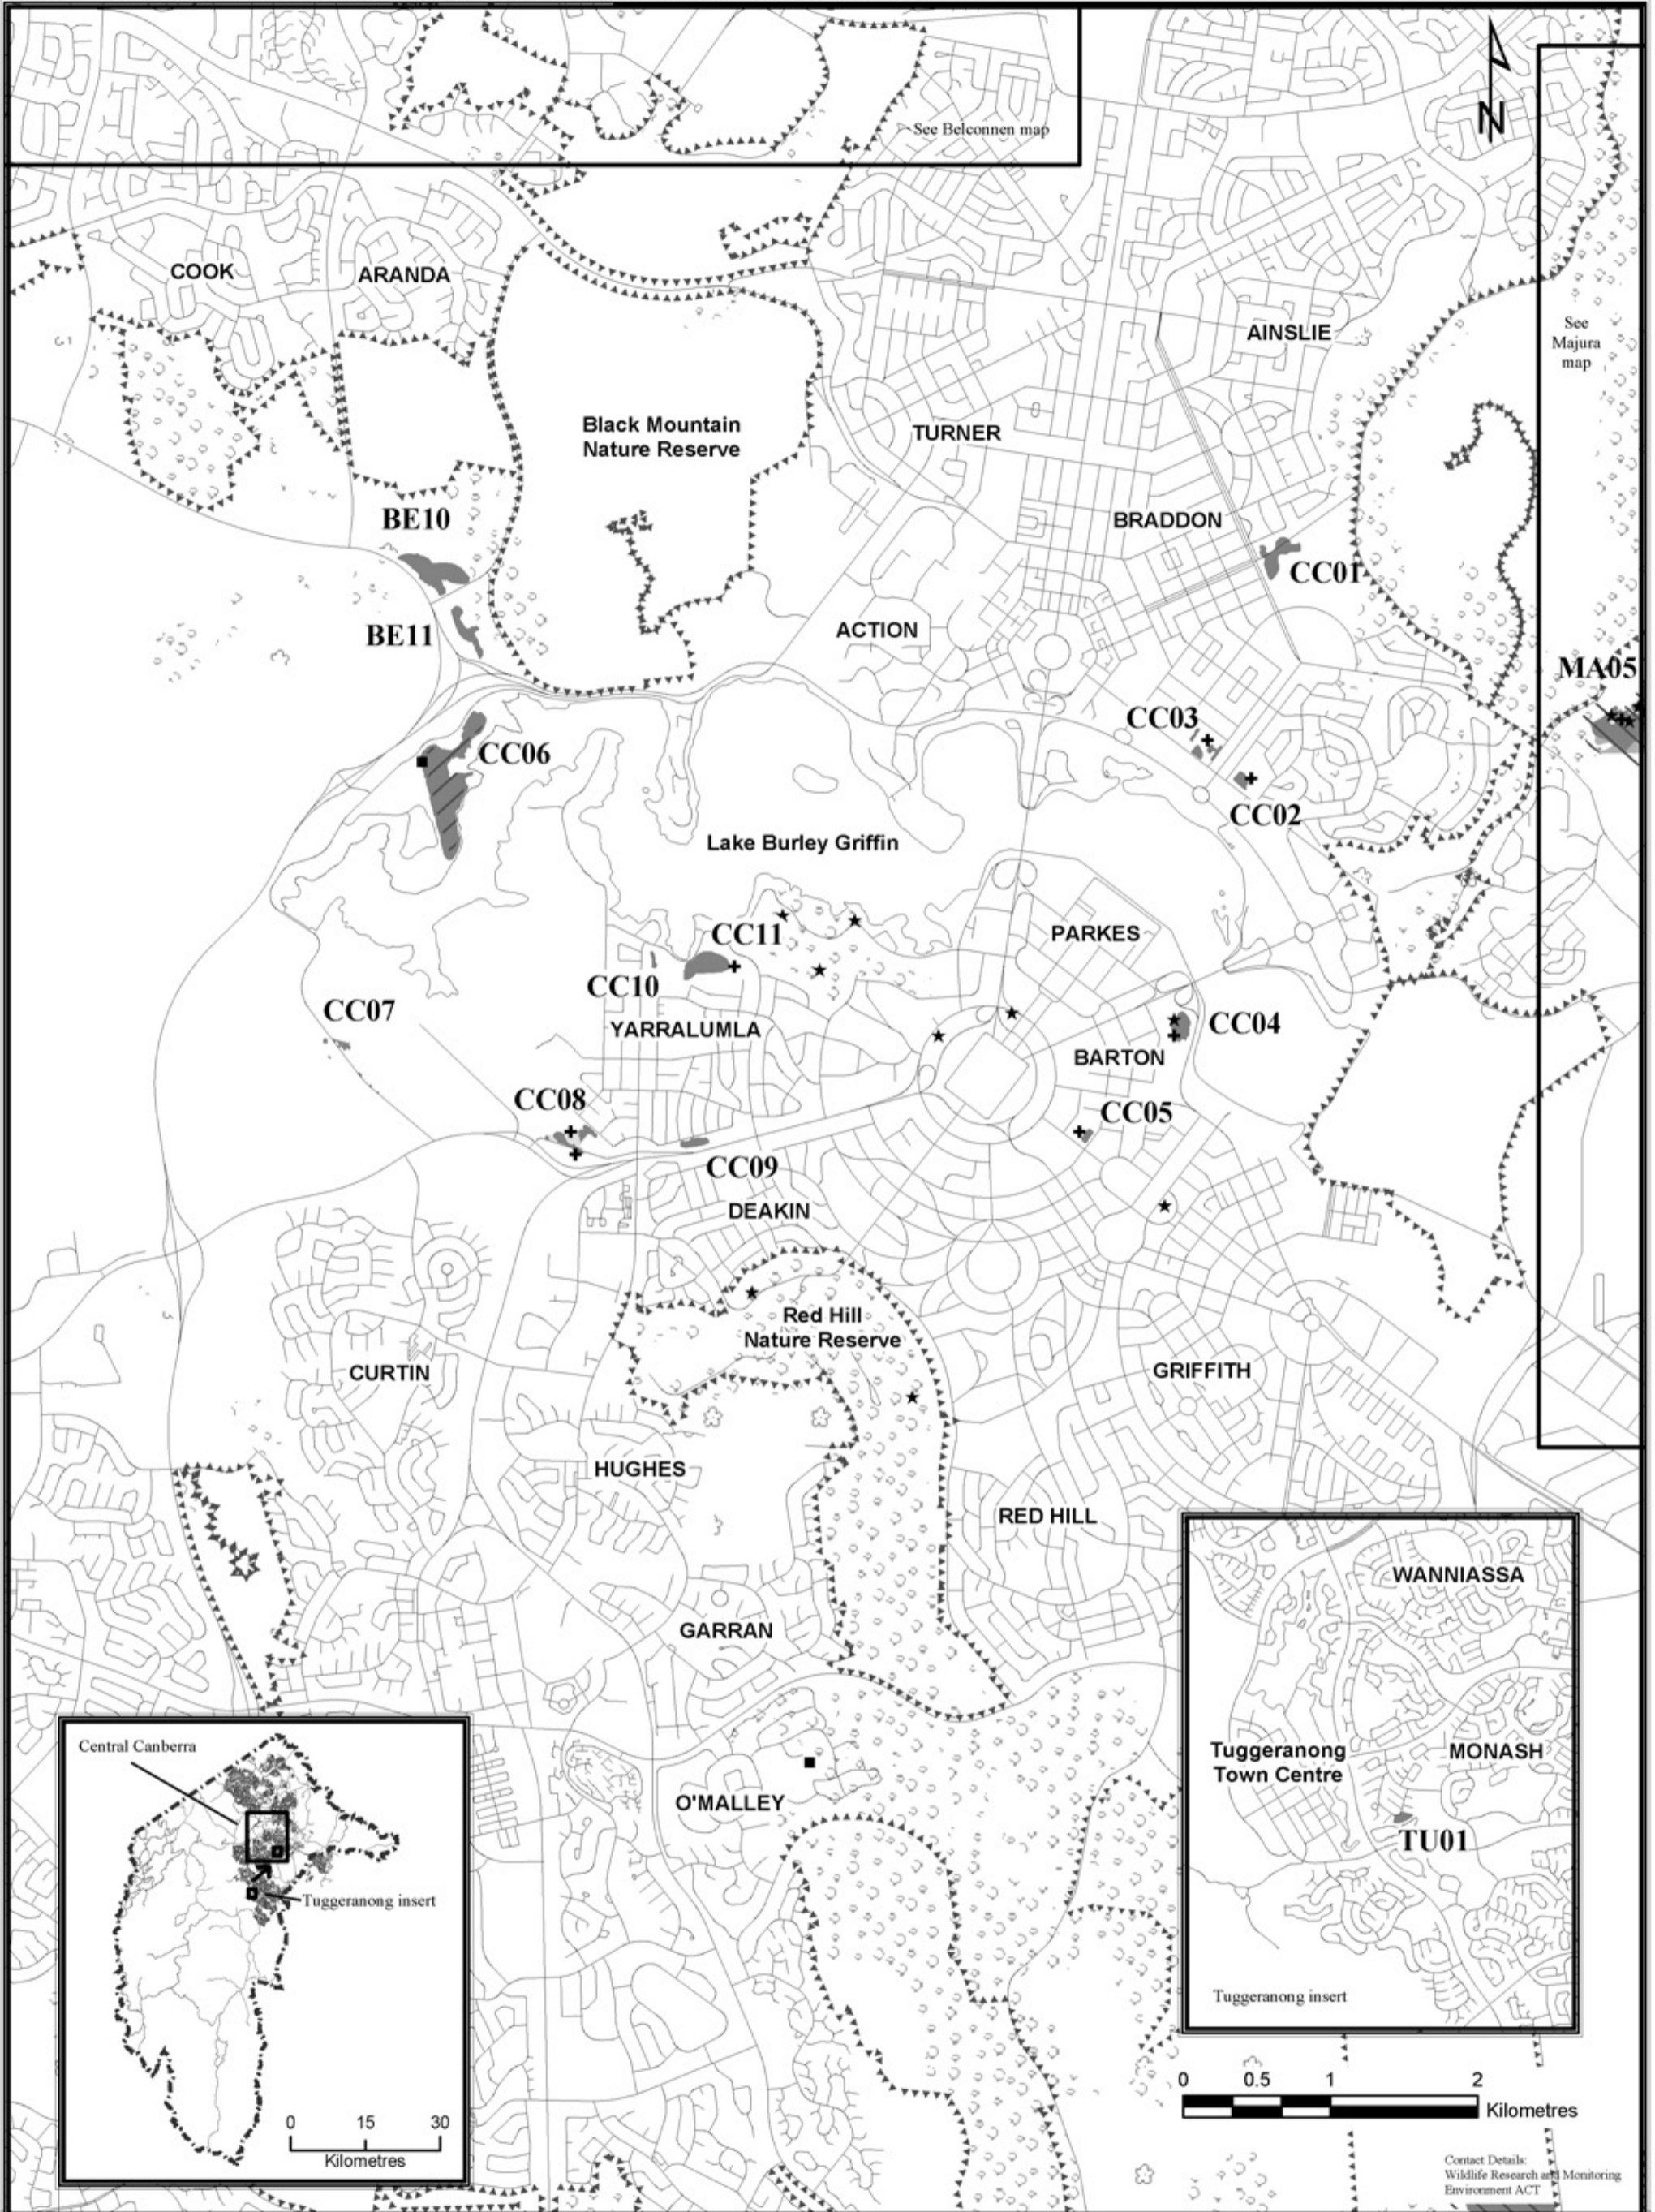 See Belconnen map
N
COOK
ARANDA
AINSLIE
See
Majura
map
Black Mountain
Nature Reserve
TURNER
BE10
BRADDON
CC01
BE11
ACTION
MA05
CC03
CC06
CC02
Lake Burley Griffin
CC11
PARKES
CC10
CC07
YARRALUMLA
CC04
BARTON
CC08
CC05
CC09
DEAKIN
Red Hill
Nature Reserve
CURTIN
GRIFFITH
HUGHES
RED HILL
WANNIASSA
GARRAN
Central Canberra
Tuggeranong
Town Centre
MONASH
O'MALLEY
TU01
Tuggeranong insert
Tuggeranong insert
0 0.5 1 2
Kilometres
0 15 30
Kilometres
Contact Details:
Wildlife Research and Monitoring
Environment ACT